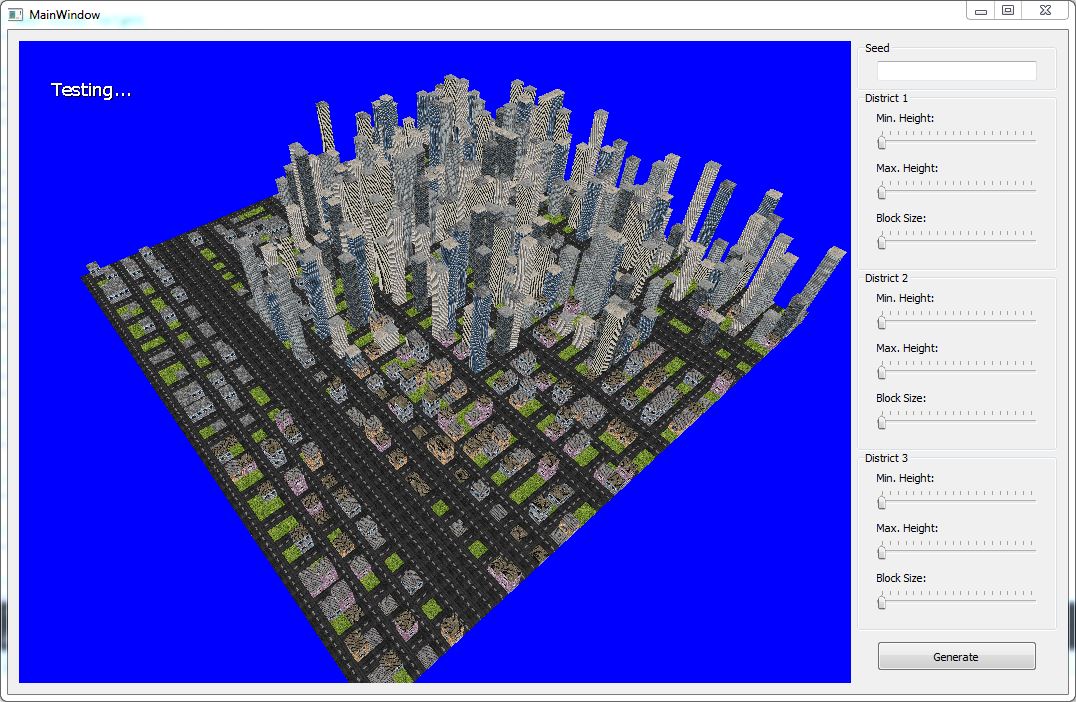 MainWindow
Testing...
Seed
District 1
Min. Height:
Max. Height:
Block Size:
District 2
Min. Height:
Max. Height:
Block Size:
District 3
Min. Height:
Max. Height:
Block Size:
Generate